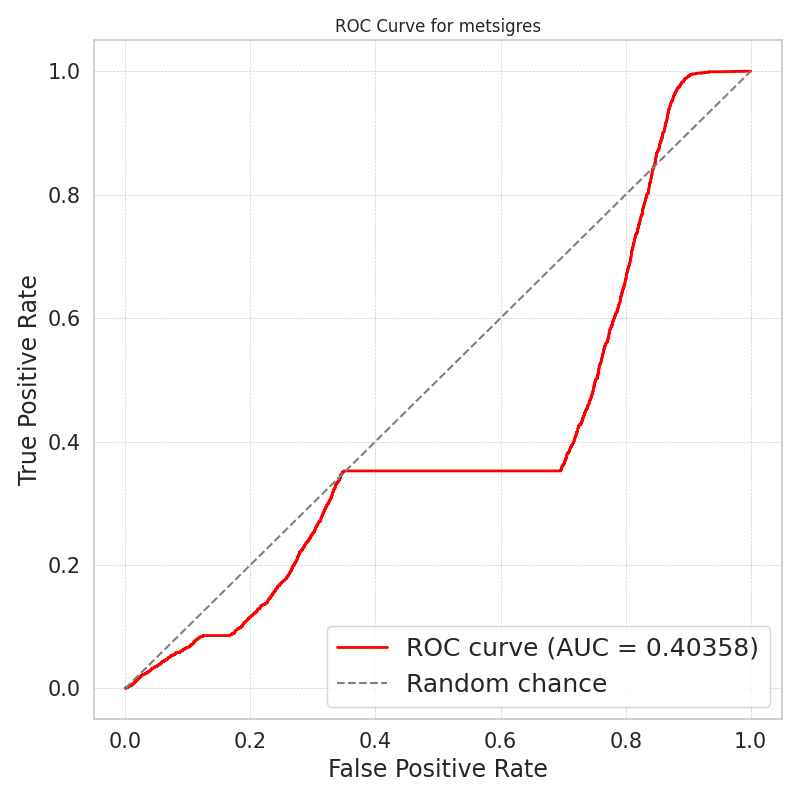 ROC Curve for metsigres
1.0
0.8
0.6
0.4
0.2
0.0
True Positive Rate
ROC curve (AUC = 0.40358)
Random chance
0.0 0.2 0.4 0.6 0.8 1.0
False Positive Rate